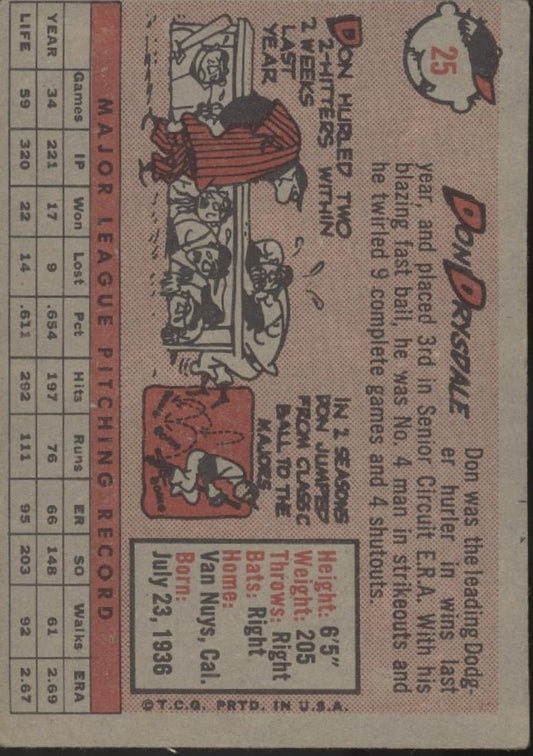 25
DON DRYSDALE
Don was the leading Dodg-
er hurler in wins last
year, and placed 3rd in Senior Circuit E.R.A. With his
blazing fast ball, he was No. 4 man in strikeouts and
he twirled 9 complete games and 4 shutouts.
DON HURLED TWO
2-HITTERS WITHIN
2 WEEKS
LAST
YEAR
IN 2 SEASONS
DON JUMPED
FROM CLASS C
BALL TO THE
MAJORS
Height: 6'5"
Weight: 205
Throws: Right
Bats: Right
Home:
Van Nuys, Cal.
Born:
July 23, 1936
MAJOR LEAGUE PITCHING RECORD
Games IP Won Lost Pct Hits Runs ER SO Walks ERA
YEAR 34 221 17 9 .654 197 76 66 148 61 2.69
LIFE 59 320 22 14 .611 292 111 95 203 92 2.67
©T.C.G. PRTD. IN U.S.A.